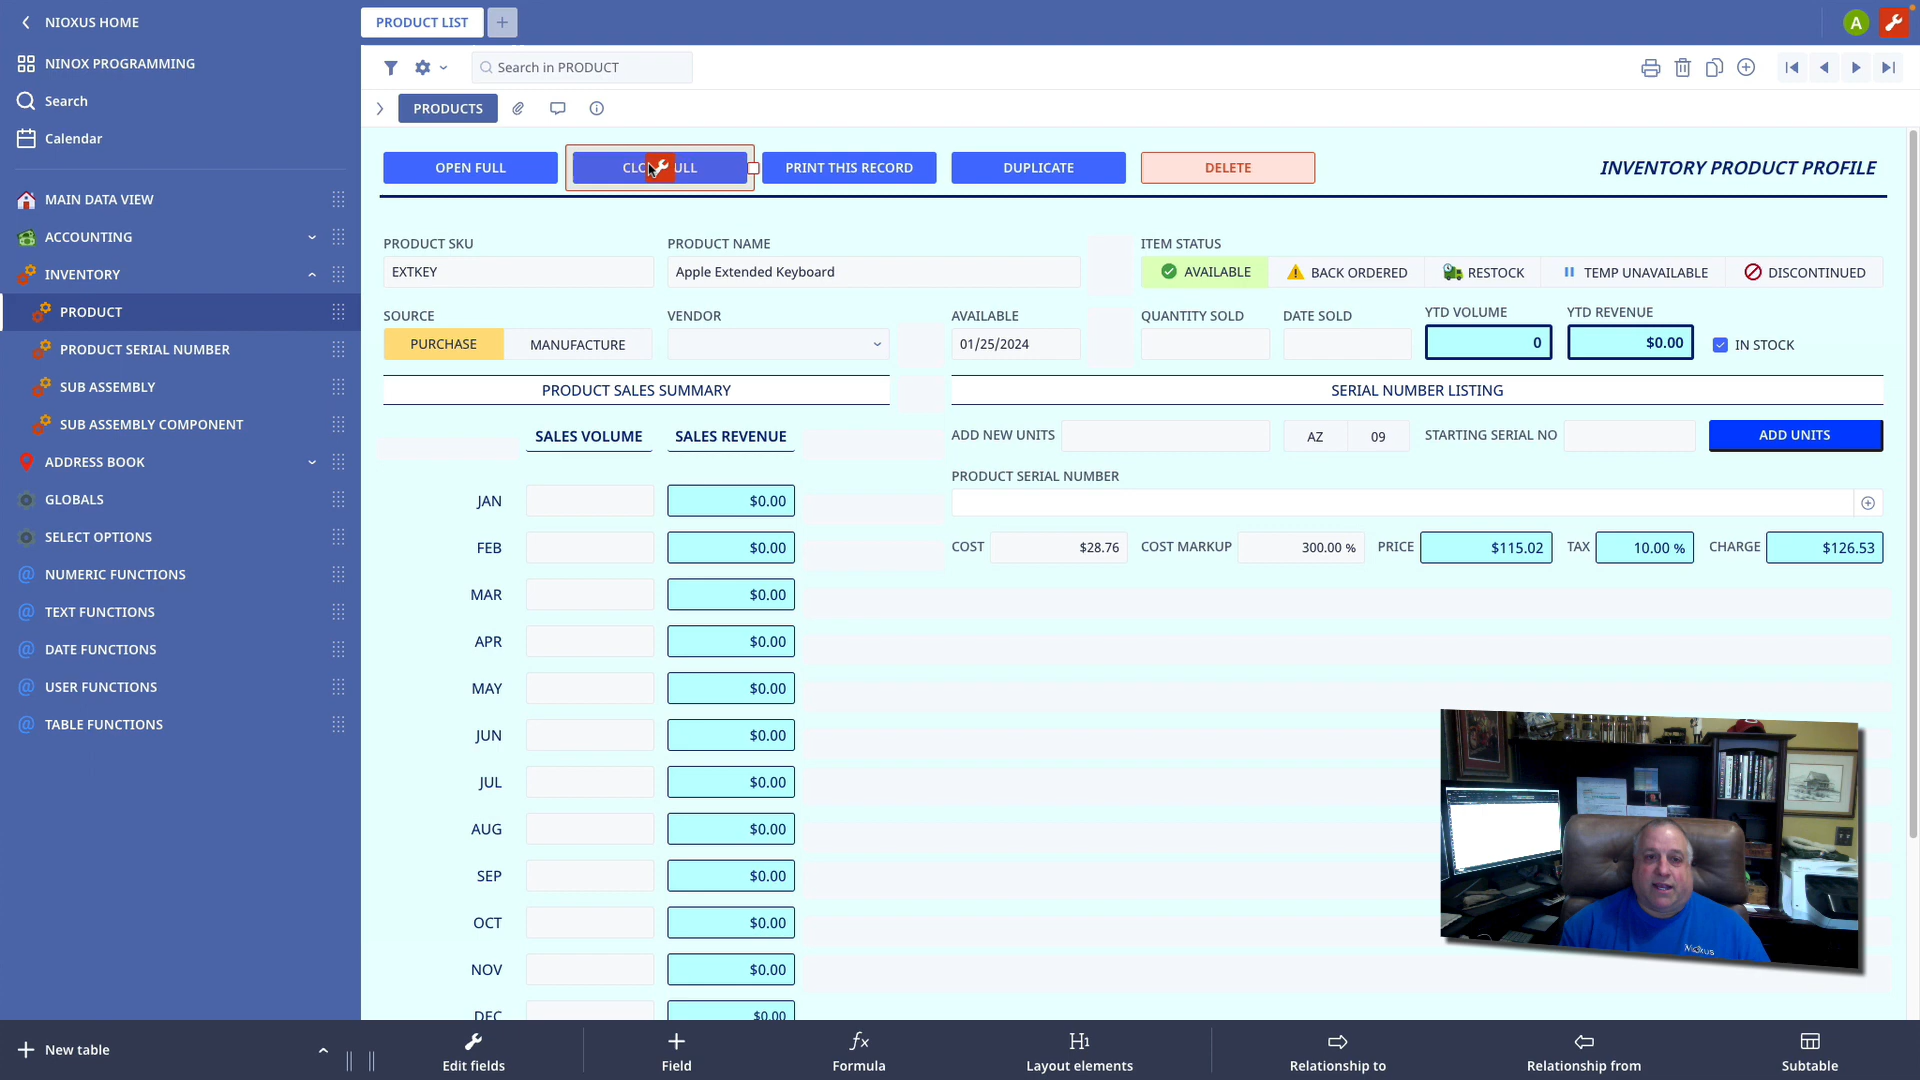 NIOXUS HOME
PRODUCT LIST
A
NINOX PROGRAMMING
Search in PRODUCT
Search
PRODUCTS
Calendar
OPEN FULL
PRINT THIS RECORD
DUPLICATE
DELETE
INVENTORY PRODUCT PROFILE
MAIN DATA VIEW
ACCOUNTING
INVENTORY
PRODUCT
PRODUCT SERIAL NUMBER
SUB ASSEMBLY
SUB ASSEMBLY COMPONENT
ADDRESS BOOK
GLOBALS
SELECT OPTIONS
@ NUMERIC FUNCTIONS
@ TEXT FUNCTIONS
@ DATE FUNCTIONS
@ USER FUNCTIONS
@ TABLE FUNCTIONS
PRODUCT SKU
EXTKEY
PRODUCT NAME
Apple Extended Keyboard
ITEM STATUS
AVAILABLE BACK ORDERED RESTOCK TEMP UNAVAILABLE DISCONTINUED
SOURCE
PURCHASE MANUFACTURE
VENDOR
AVAILABLE
01/25/2024
QUANTITY SOLD
DATE SOLD
YTD VOLUME
0
YTD REVENUE
$0.00
IN STOCK
PRODUCT SALES SUMMARY
SALES VOLUME SALES REVENUE
JAN $0.00
FEB $0.00
MAR $0.00
APR $0.00
MAY $0.00
JUN $0.00
JUL $0.00
AUG $0.00
SEP $0.00
OCT $0.00
NOV $0.00
DEC $0.00
SERIAL NUMBER LISTING
ADD NEW UNITS AZ 09 STARTING SERIAL NO ADD UNITS
PRODUCT SERIAL NUMBER
COST $28.76 COST MARKUP 300.00 % PRICE $115.02 TAX 10.00 % CHARGE $126.53
New table
Edit fields
Field
fx
Formula
H1
Layout elements
Relationship to
Relationship from
Subtable